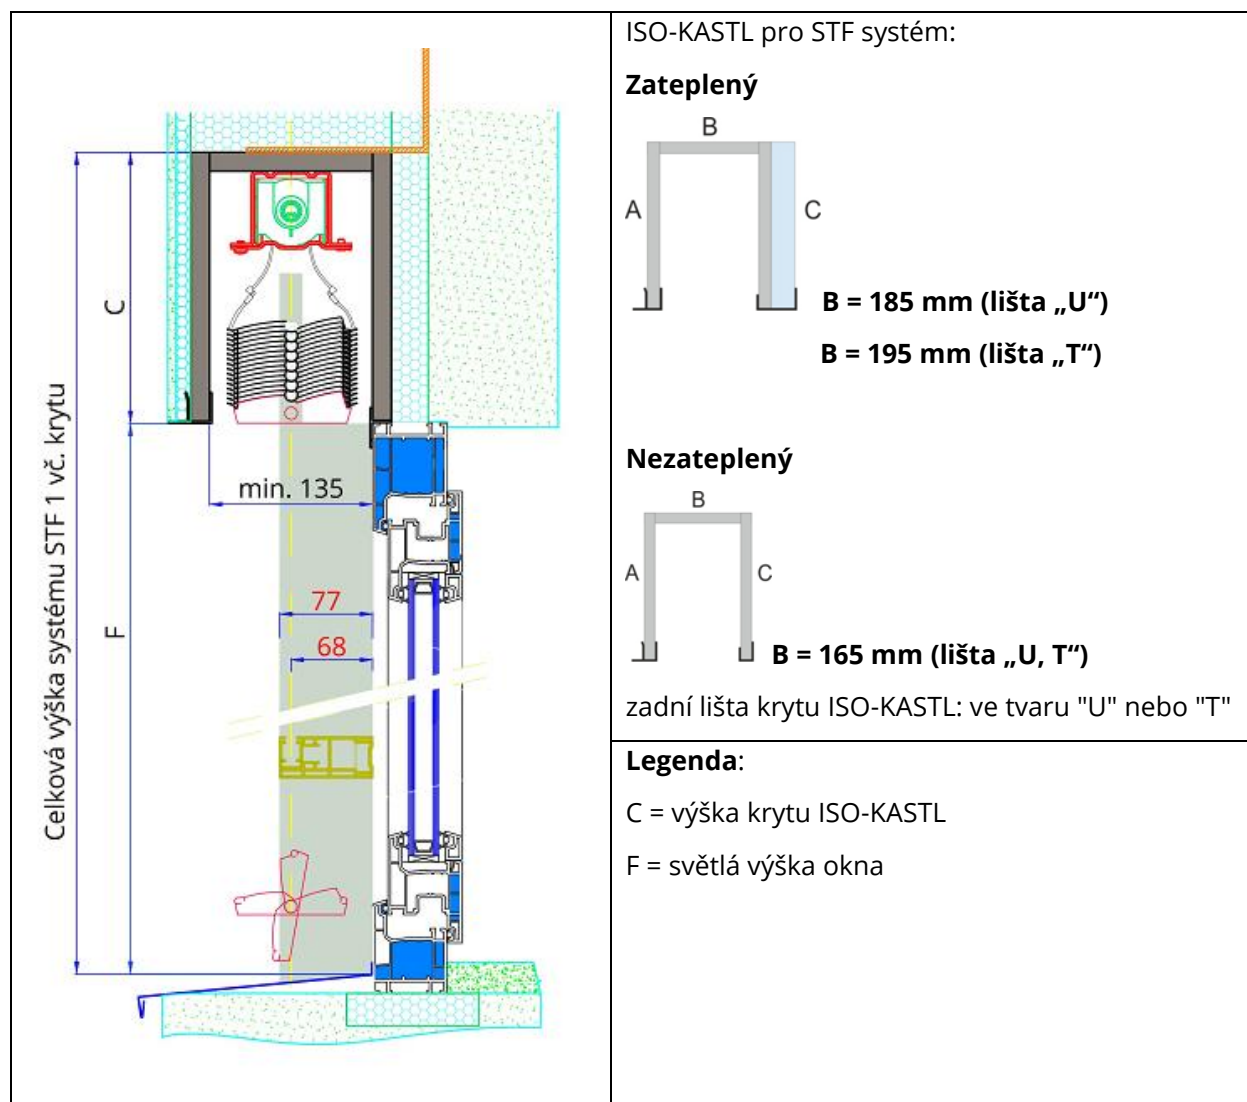 Celková výška systému STF 1 vč. krytu
C
F
min. 135
77
68
ISO-KASTL pro STF systém:
Zateplený
B
A
C
B = 185 mm (lišta „U“)
B = 195 mm (lišta „T“)
Nezateplený
B
A
C
B = 165 mm (lišta „U, T“)
zadní lišta krytu ISO-KASTL: ve tvaru "U" nebo "T"
Legenda:
C = výška krytu ISO-KASTL
F = světlá výška okna